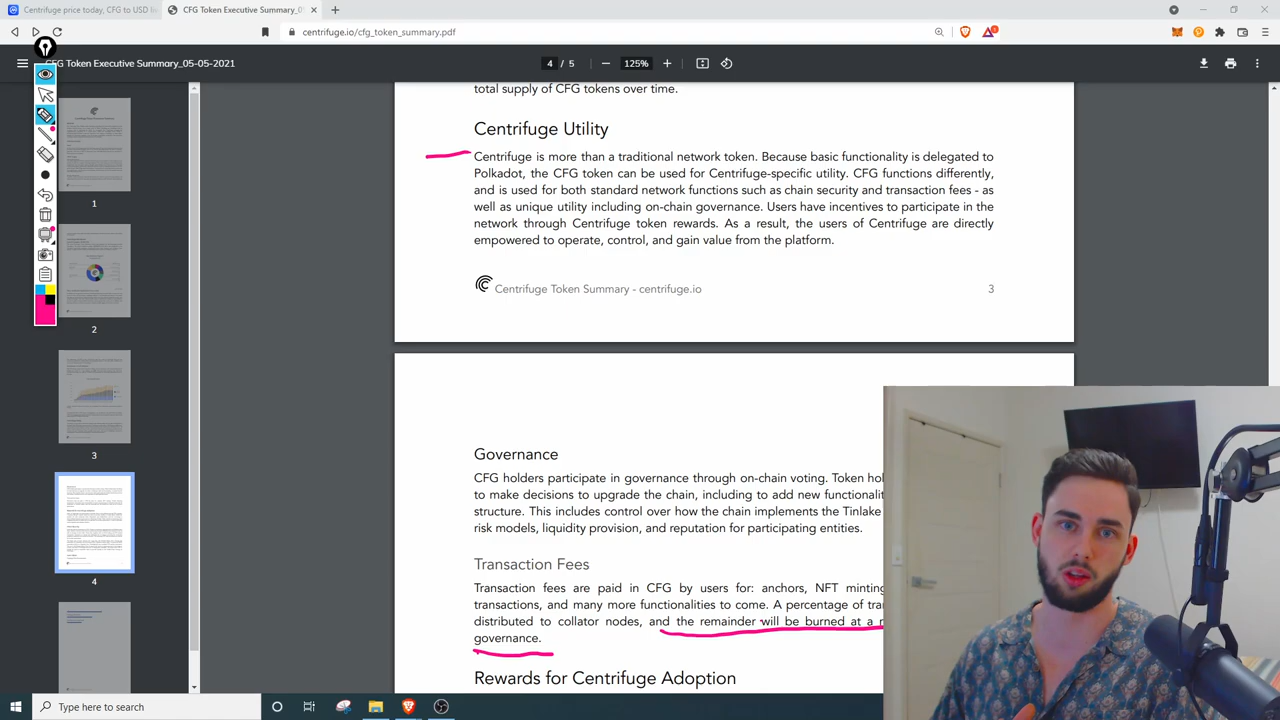 Centrifuge price today, CFG to USD li
CFG Token Executive Summary_0
centrifuge.io/cfg_token_summary.pdf
CFG Token Executive Summary_05-05-2021
4 / 5
125%
total supply of CFG tokens over time.
Centrifuge Utility
Centrifuge is more than a traditional network token. Because basic functionality is delegated to
Polkadot, the CFG token can be used for Centrifuge-specific utility. CFG functions differently,
and is used for both standard network functions such as chain security and transaction fees - as
well as unique utility including on-chain governance. Users have incentives to participate in the
network through Centrifuge token rewards. As a result, the users of Centrifuge are directly
empowered to operate, control, and gain value from the platform.
Centrifuge Token Summary - centrifuge.io
3
Governance
CFG holders participate in governance through on-chain voting. Token hol
to make decisions to upgrade the chain, including to add new functionalit
structure. This includes control over how the chain implements the Tinlake
risk models, liquidity provision, and reputation for participating entities.
Transaction Fees
Transaction fees are paid in CFG by users for: anchors, NFT minting
transactions, and many more functionalities to come. A percentage of tra
distributed to collator nodes, and the remainder will be burned at a r
governance.
Rewards for Centrifuge Adoption
1
2
3
4
Type here to search